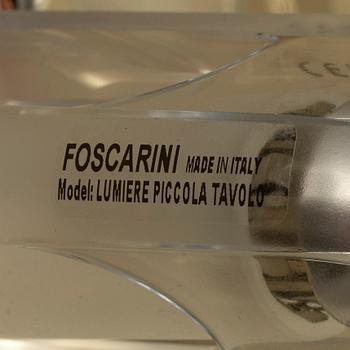 FOSCARINI MADE IN ITALY
Model: LUMIERE PICCOLA TAVOLO